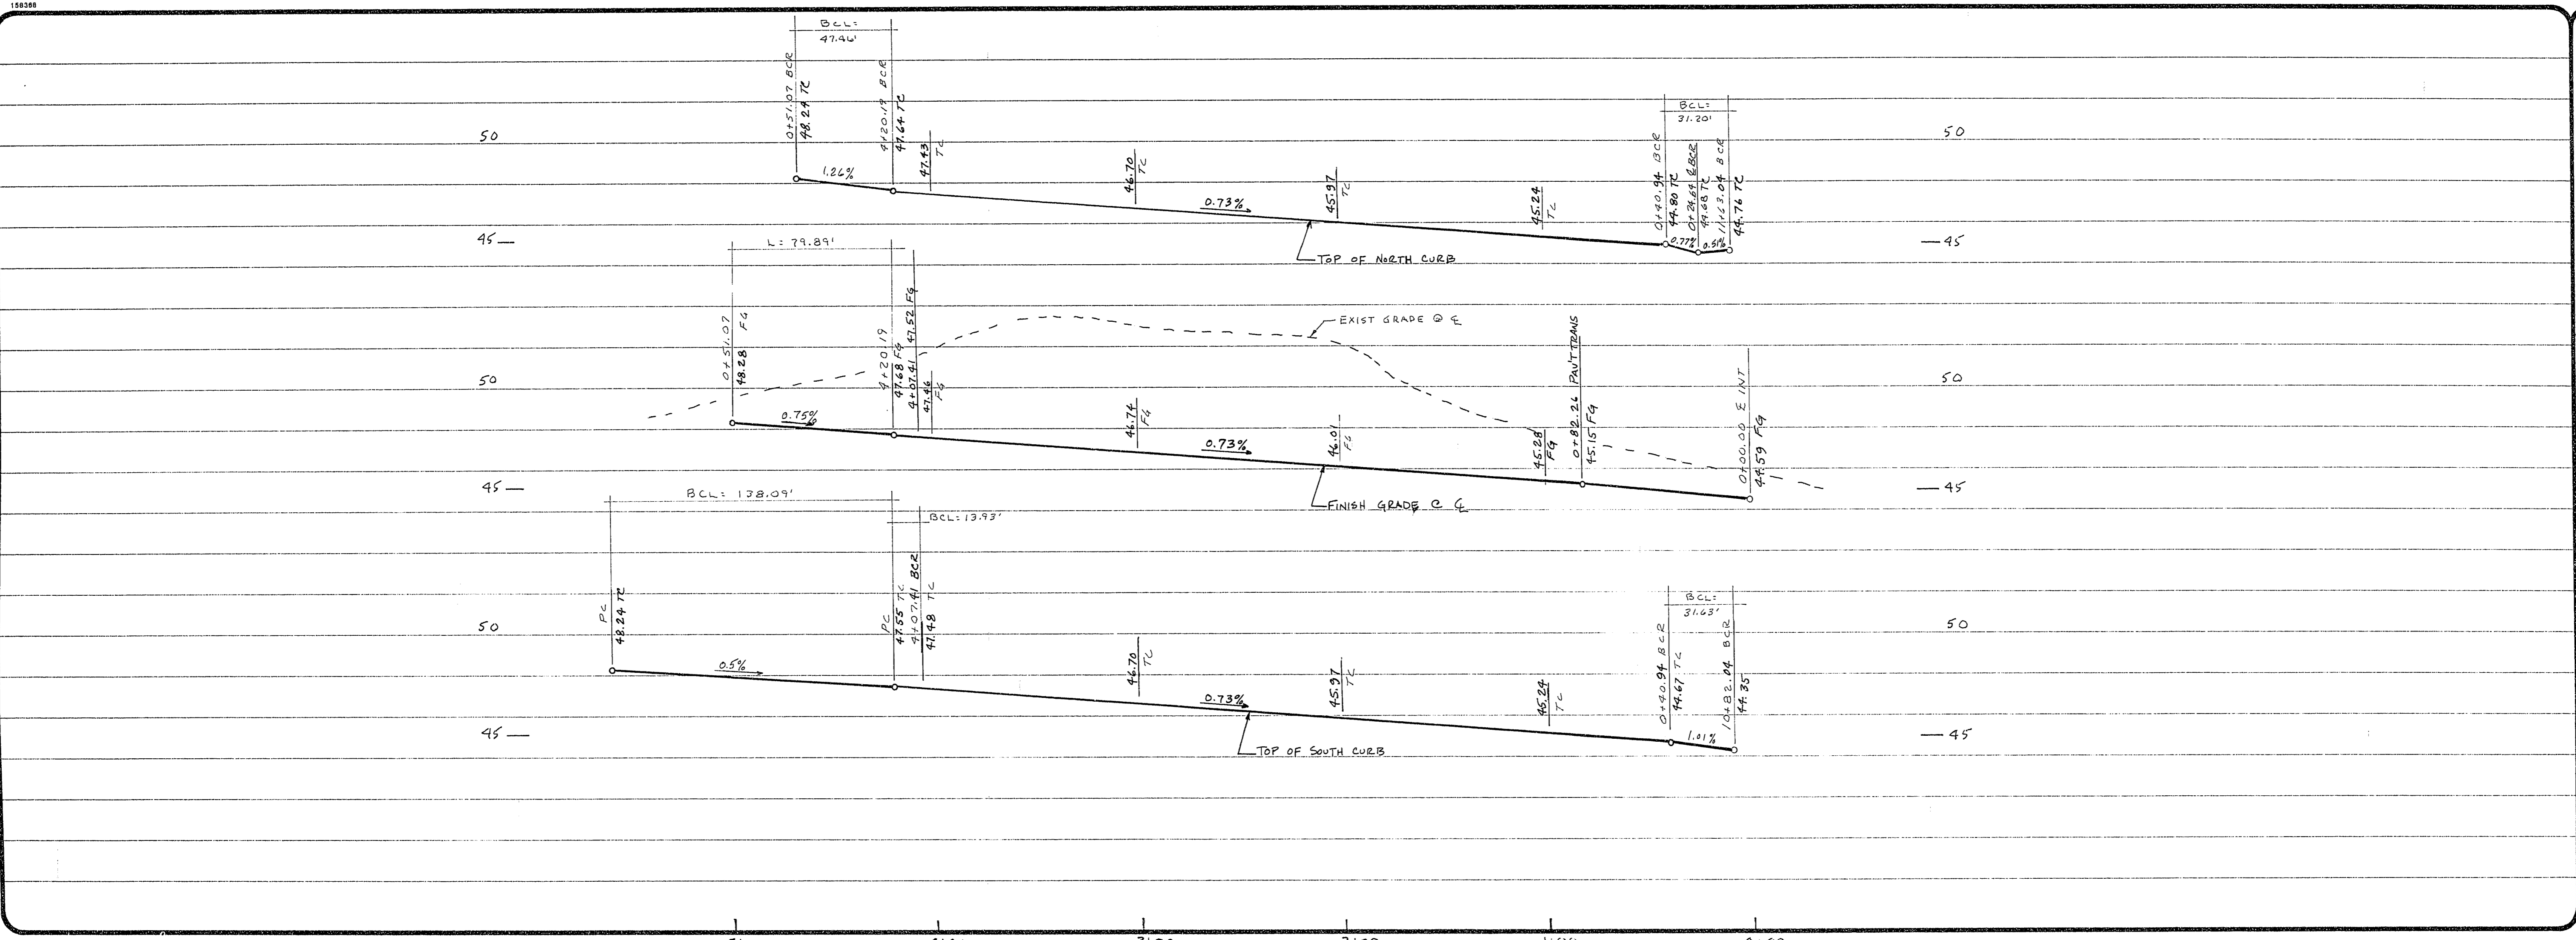 158368
BCL=
47.46'
0+51.07 BCR
48.24 TC
4+20.19 BCR
47.64 TC
47.43
TC
46.70
TC
45.97
TC
45.24
TC
BCL=
31.20'
0+40.94 BCR
44.80 TC
0+24.64 ℄ BCR
44.68 TC
11+63.04 BCR
44.76 TC
50
50
1.26%
0.73%
0.77%
0.51%
45
45
TOP OF NORTH CURB
L= 79.89'
0+51.07
48.28 FG
4+20.19
47.68 FG
4+07.41 47.52 FG
47.46
FG
EXIST GRADE @ ℄
46.74
FG
46.01
FG
45.28
FG
0+82.26 PAV'T TRANS
45.15 FG
0+00.00 ℄ INT
44.59 FG
50
50
0.75%
0.73%
45
45
FINISH GRADE @ ℄
BCL= 138.09'
BCL=13.93'
PC
48.24 TC
PC
47.55 TC
4+07.41 BCR
47.48 TC
46.70
TC
45.97
TC
45.24
TC
BCL=
31.63'
0+40.94 BCR
44.67 TC
10+82.04 BCR
44.35
50
50
0.5%
0.73%
1.01%
45
45
TOP OF SOUTH CURB